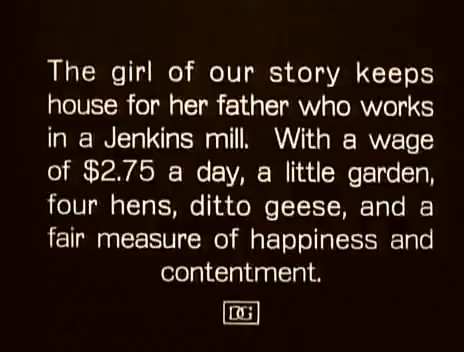 The girl of our story keeps
house for her father who works
in a Jenkins mill. With a wage
of $2.75 a day, a little garden,
four hens, ditto geese, and a
fair measure of happiness and
contentment.
DG